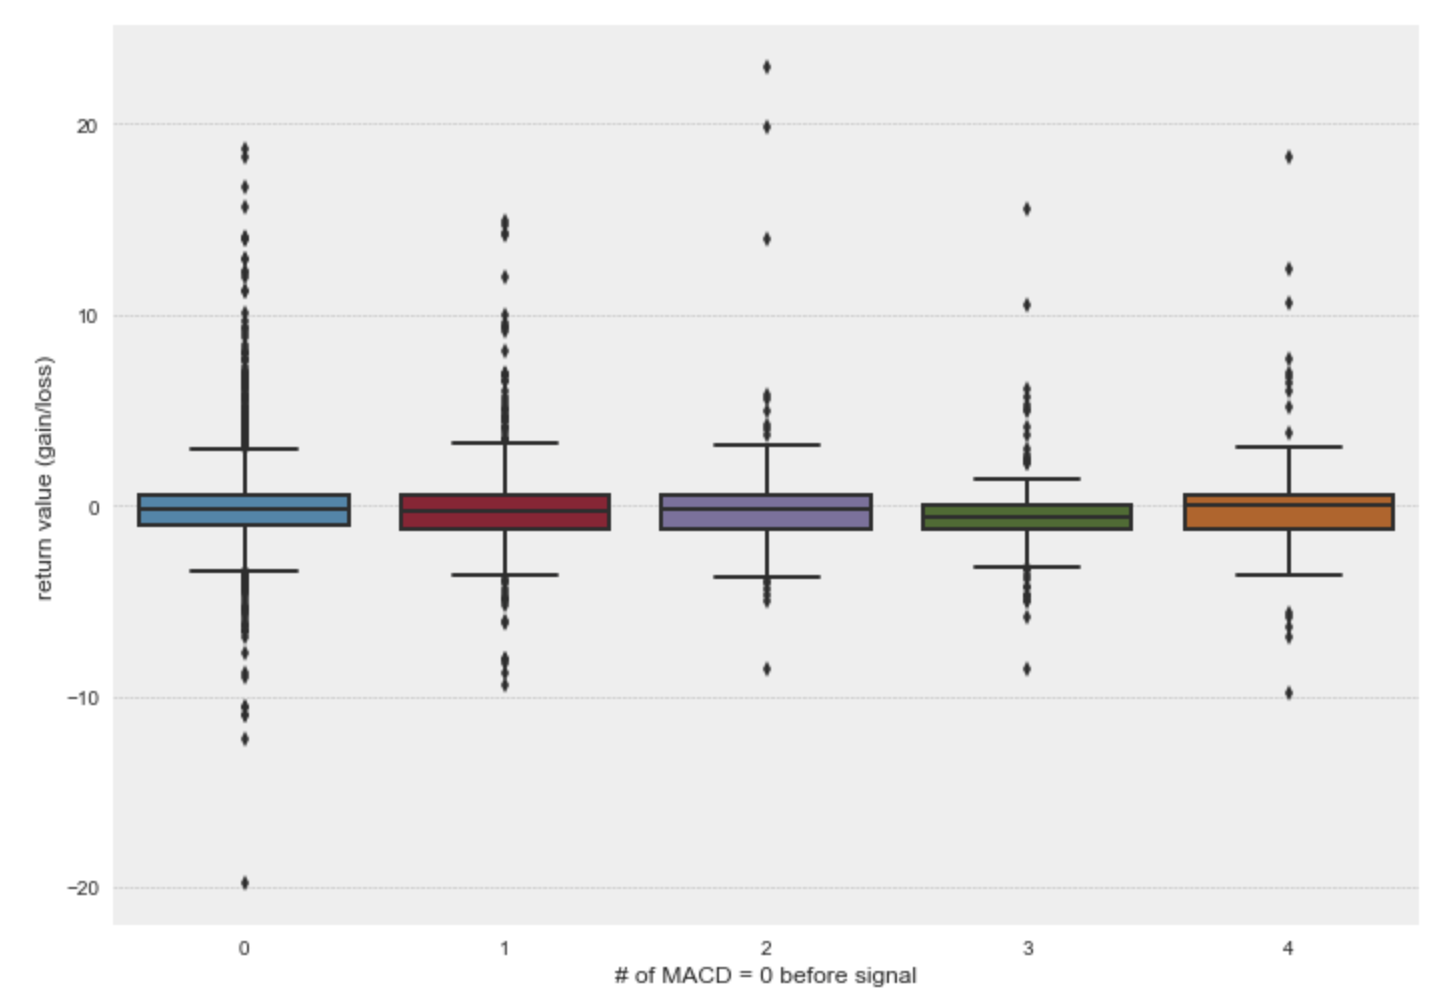 return value (gain/loss)
20
10
0
−10
−20
0 1 2 3 4
# of MACD = 0 before signal